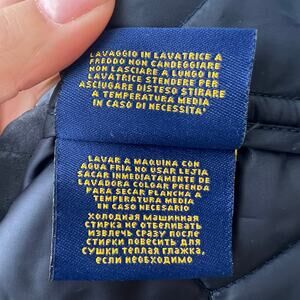 LAVAGGIO IN LAVATRICE A
FREDDO NON CANDEGGIARE
NON LASCIARE A LUNGO IN
LAVATRICE STENDERE PER
ASCIUGARE DISTESO STIRARE
A TEMPERATURA MEDIA
IN CASO DI NECESSITA'
LAVAR A MAQUINA CON
AGUA FRIA NO USAR LEJIA
SACAR INMEDIATAMENTE DE
LAVADORA COLGAR PRENDA
PARA SECAR PLANCHA A
TEMPERATURA MEDIA
EN CASO NECESARIO
ХОЛОДНАЯ МАШИННАЯ
СТИРКА НЕ ОТБЕЛИВАТЬ
ИЗВЛЕЧЬ СРАЗУ ПОСЛЕ
СТИРКИ ПОВЕСИТЬ ДЛЯ
СУШКИ ТЕПЛАЯ ГЛАЖКА,
ЕСЛИ НЕОБХОДИМО